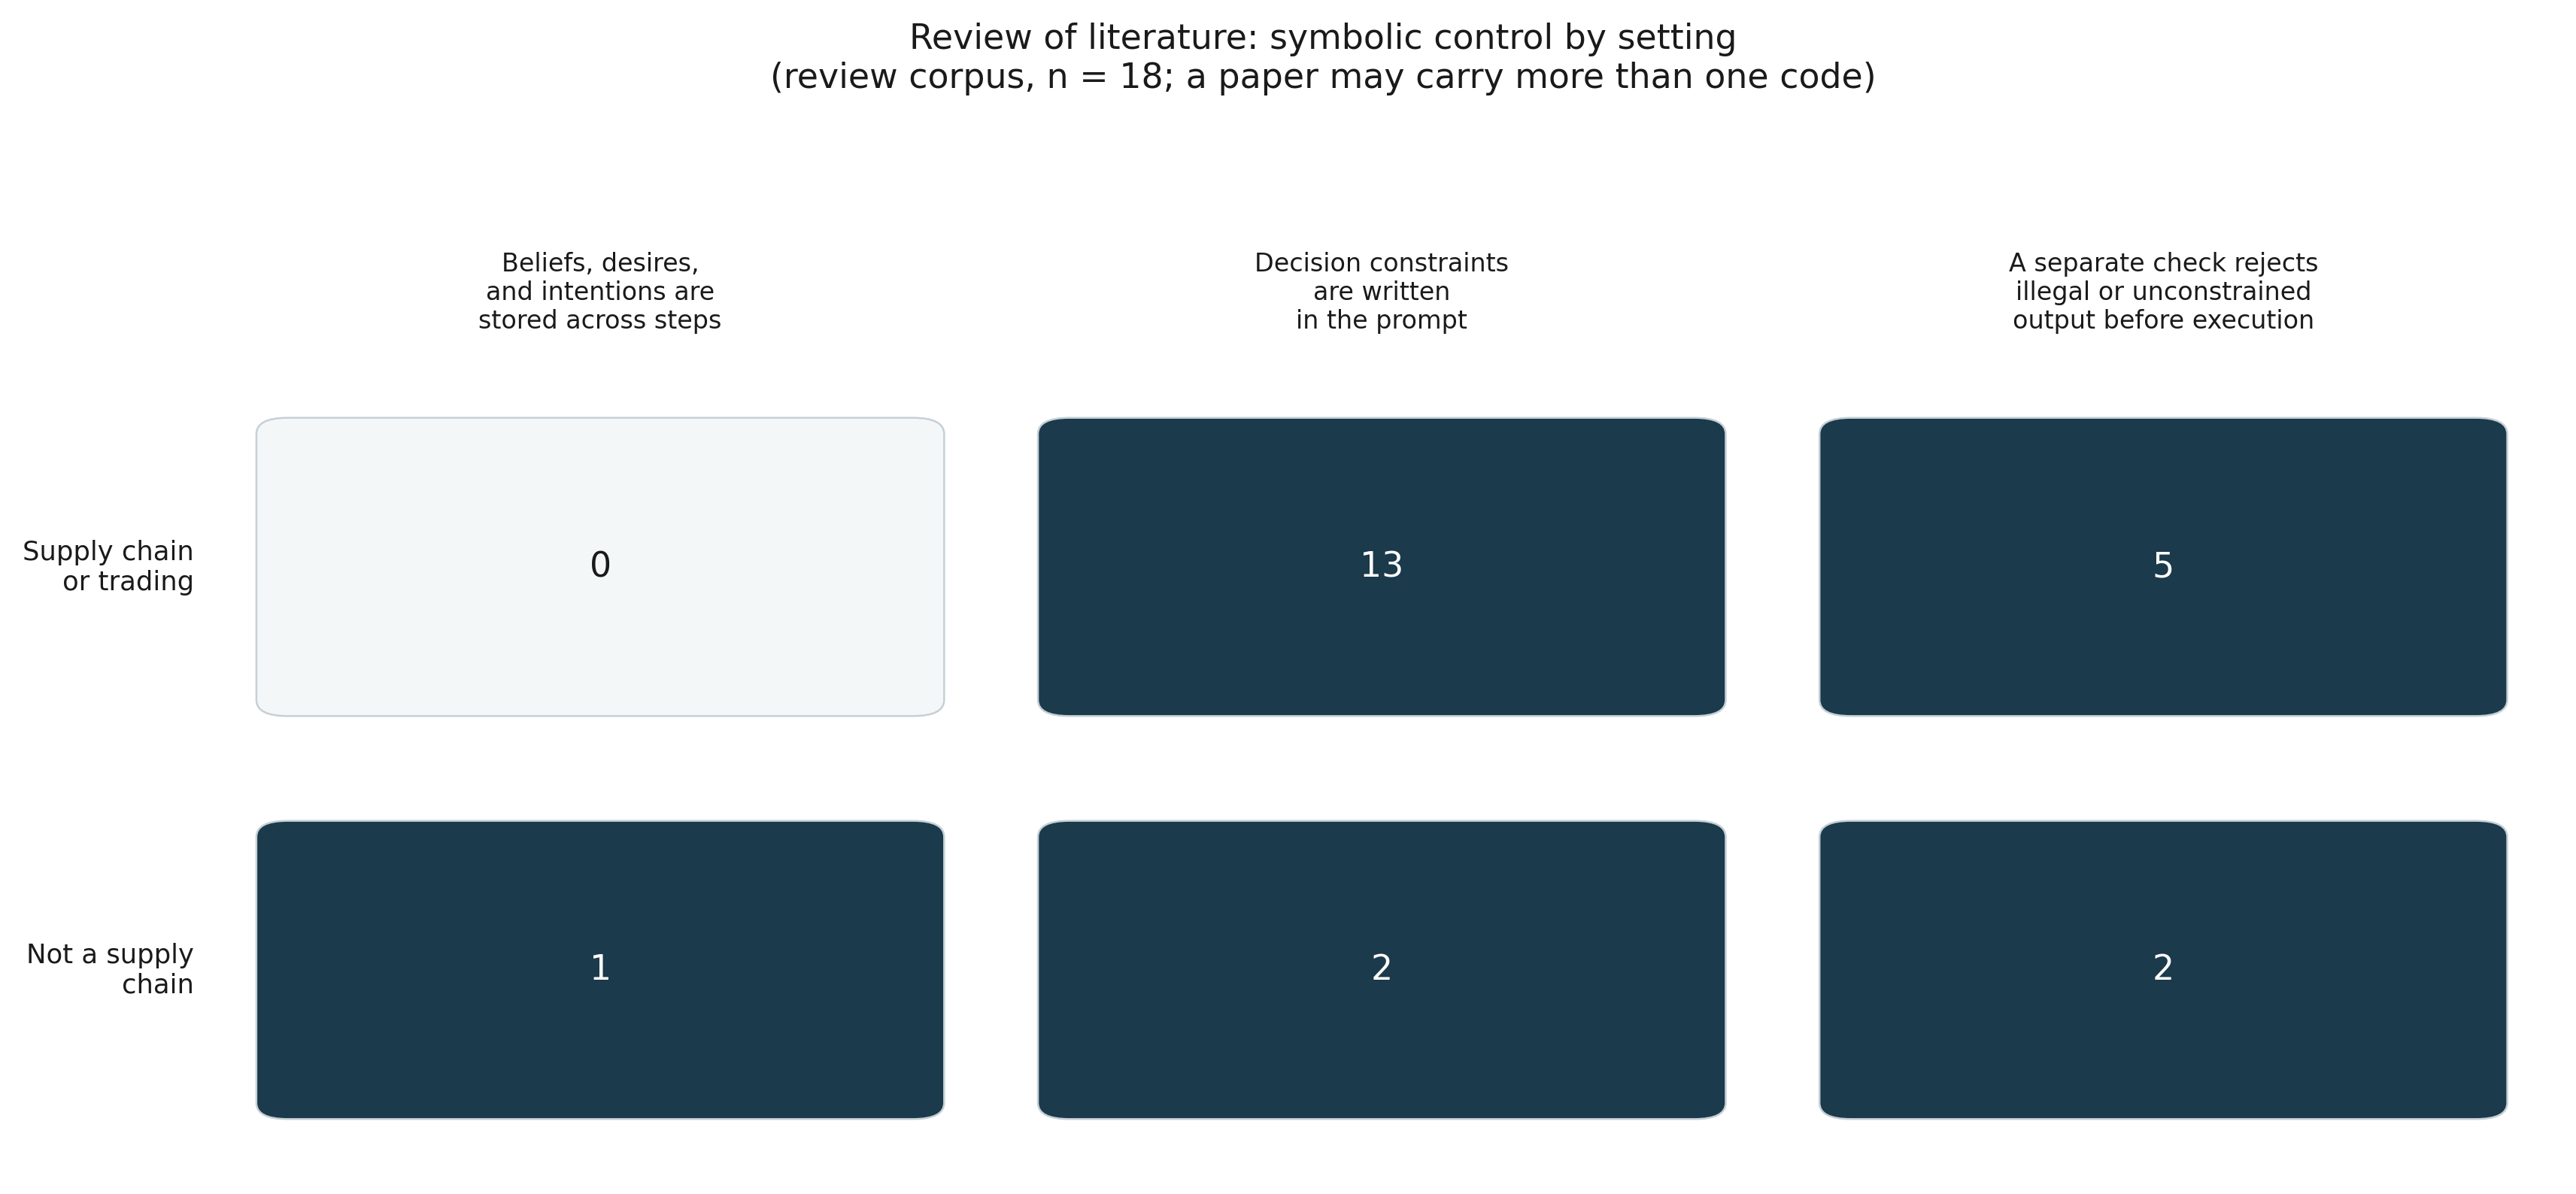 Review of literature: symbolic control by setting
(review corpus, n = 18; a paper may carry more than one code)
Beliefs, desires,
and intentions are
stored across steps
Decision constraints
are written
in the prompt
A separate check rejects
illegal or unconstrained
output before execution
Supply chain
or trading
0
13
5
Not a supply
chain
1
2
2